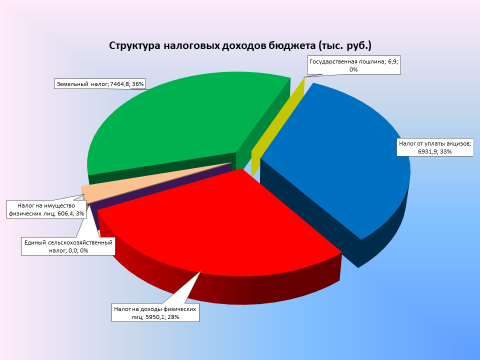 Структура налоговых доходов бюджета (тыс. руб.)
Государственная пошлина; 6,9;
0%
Земельный налог; 7464,8; 36%
Налог от уплаты акцизов;
6931,9; 33%
Налог на имущество
физических лиц; 606,4; 3%
Единый сельскохозяйственный
налог; 0,0; 0%
Налог на доходы физических
лиц; 5950,1; 28%